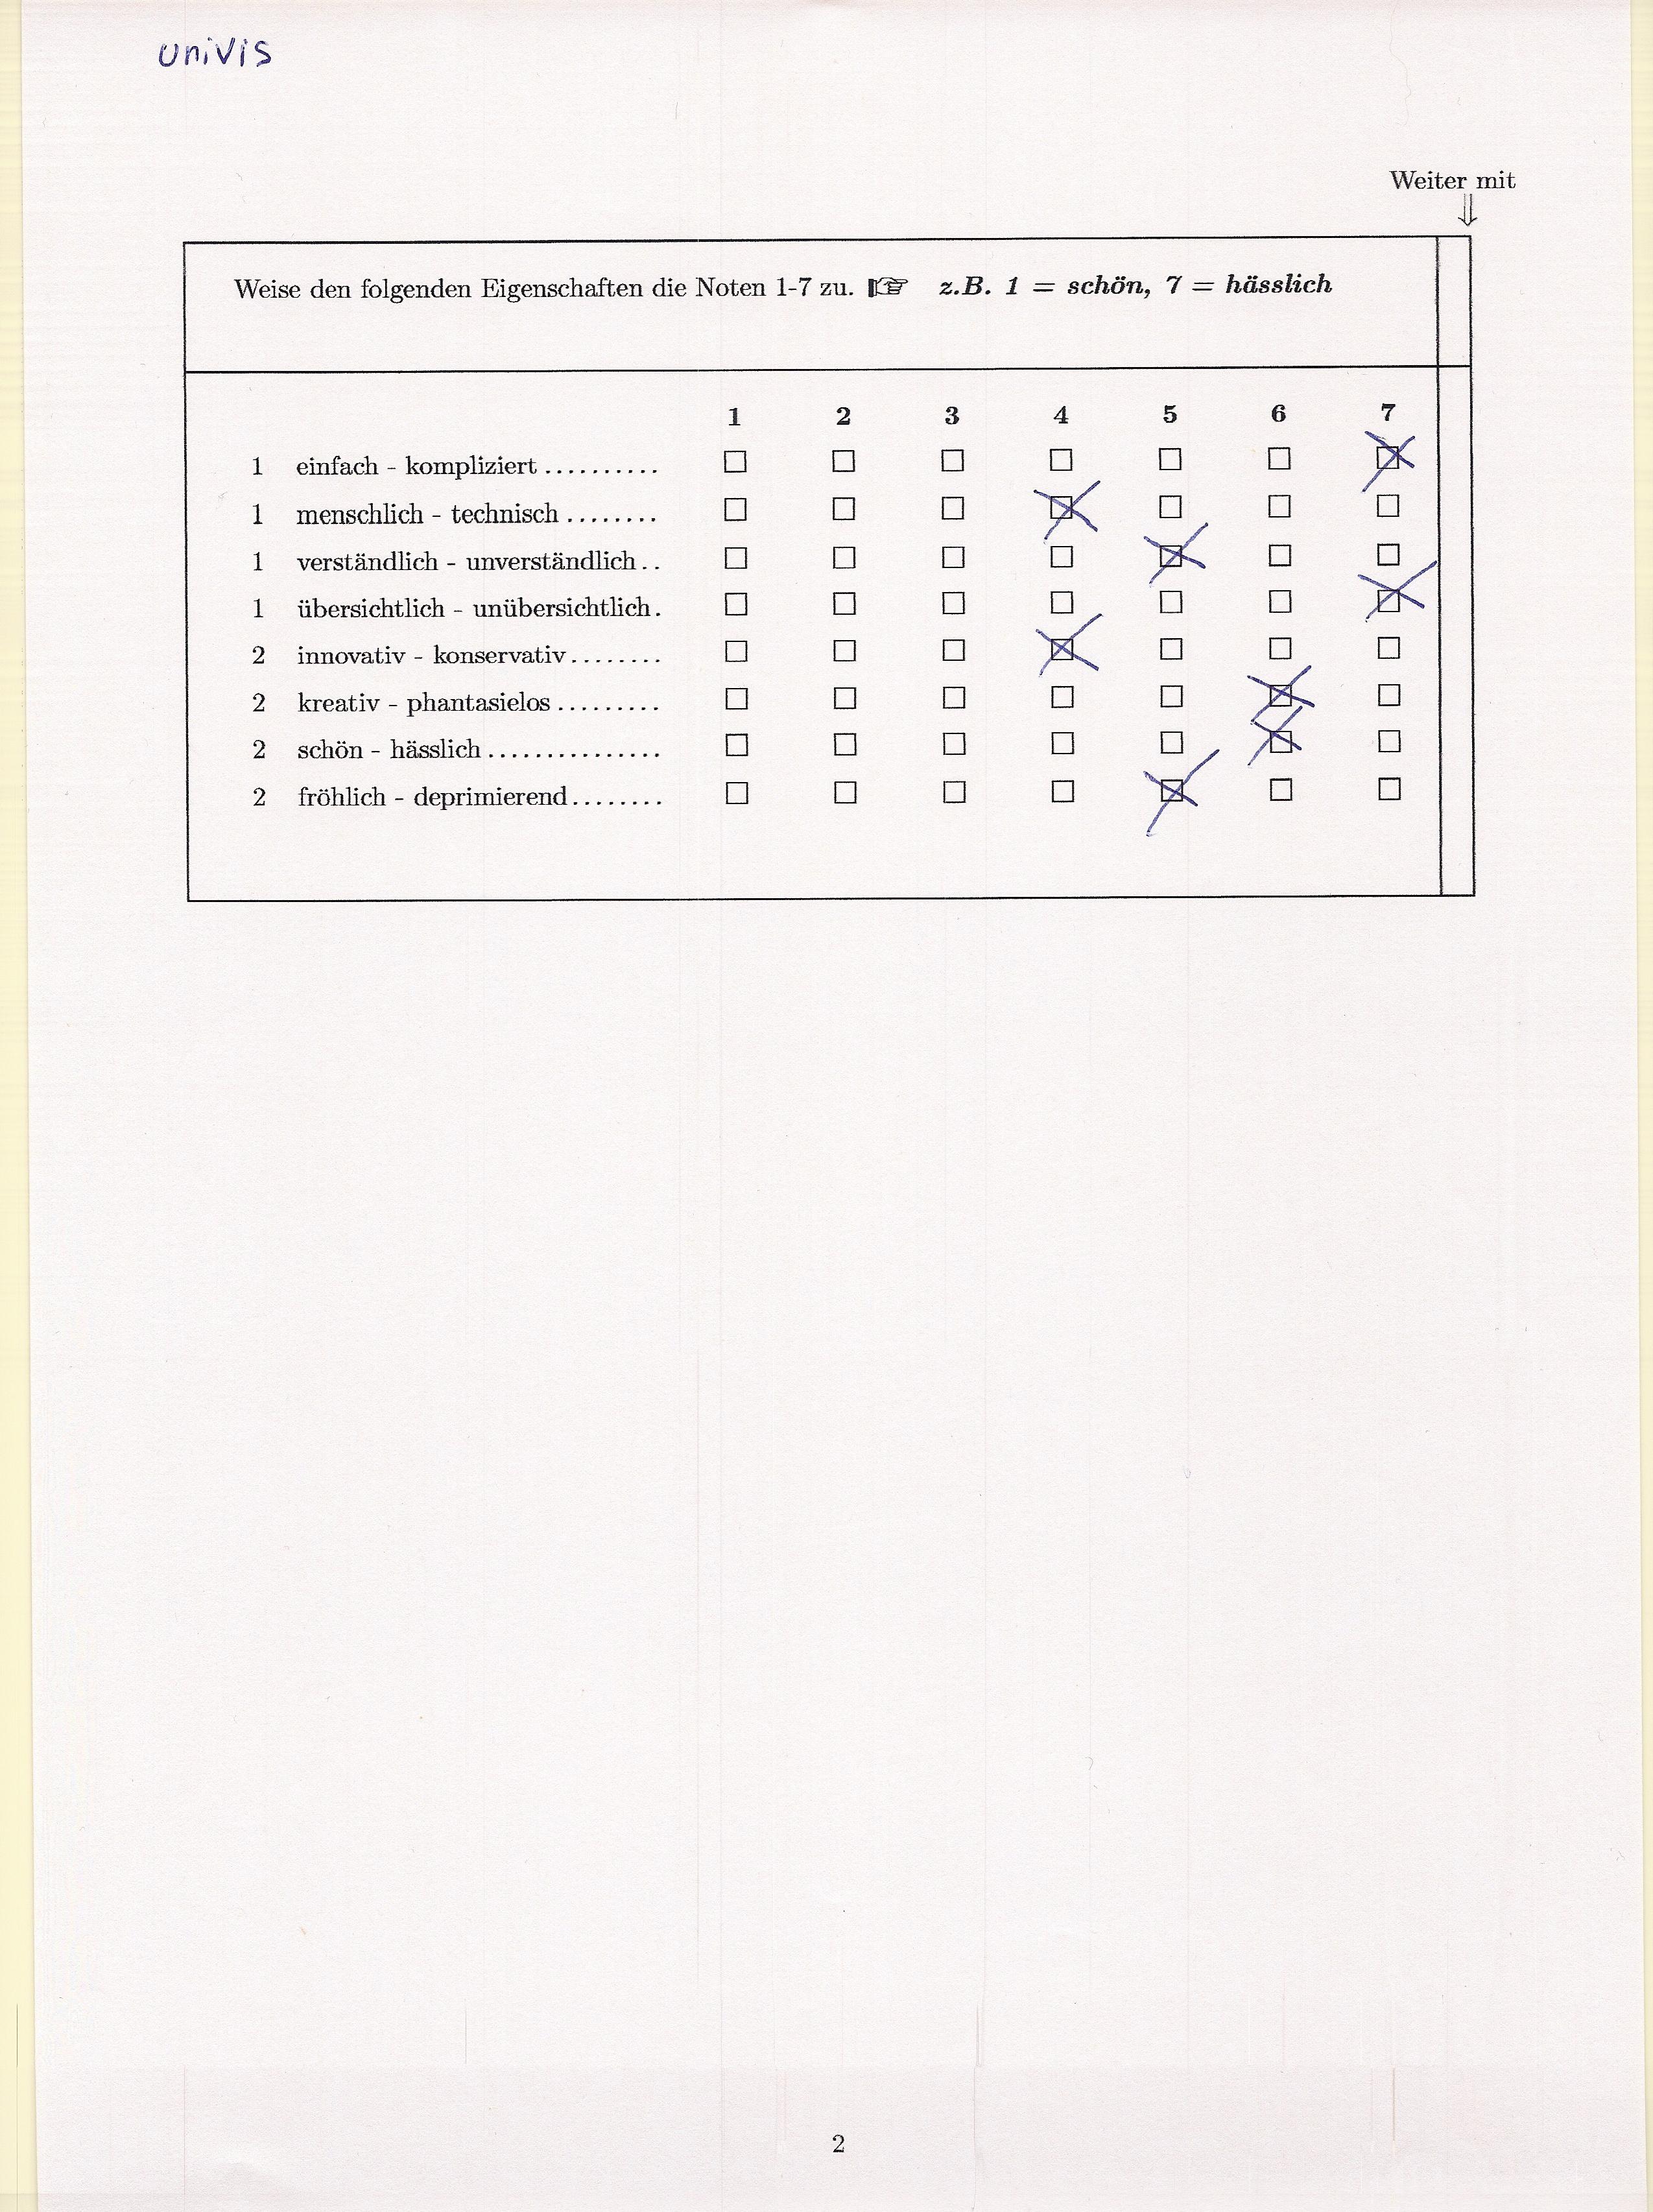 univis
Weiter mit
⇓
Weise den folgenden Eigenschaften die Noten 1-7 zu. ☞ z.B. 1 = schön, 7 = hässlich
1 2 3 4 5 6 7
1 einfach - kompliziert .......... ☐ ☐ ☐ ☐ ☐ ☐ ☒
1 menschlich - technisch ........ ☐ ☐ ☐ ☒ ☐ ☐ ☐
1 verständlich - unverständlich .. ☐ ☐ ☐ ☐ ☒ ☐ ☐
1 übersichtlich - unübersichtlich . ☐ ☐ ☐ ☐ ☐ ☐ ☒
2 innovativ - konservativ ........ ☐ ☐ ☐ ☒ ☐ ☐ ☐
2 kreativ - phantasielos ......... ☐ ☐ ☐ ☐ ☐ ☒ ☐
2 schön - hässlich .............. ☐ ☐ ☐ ☐ ☐ ☒ ☐
2 fröhlich - deprimierend ........ ☐ ☐ ☐ ☐ ☒ ☐ ☐
2